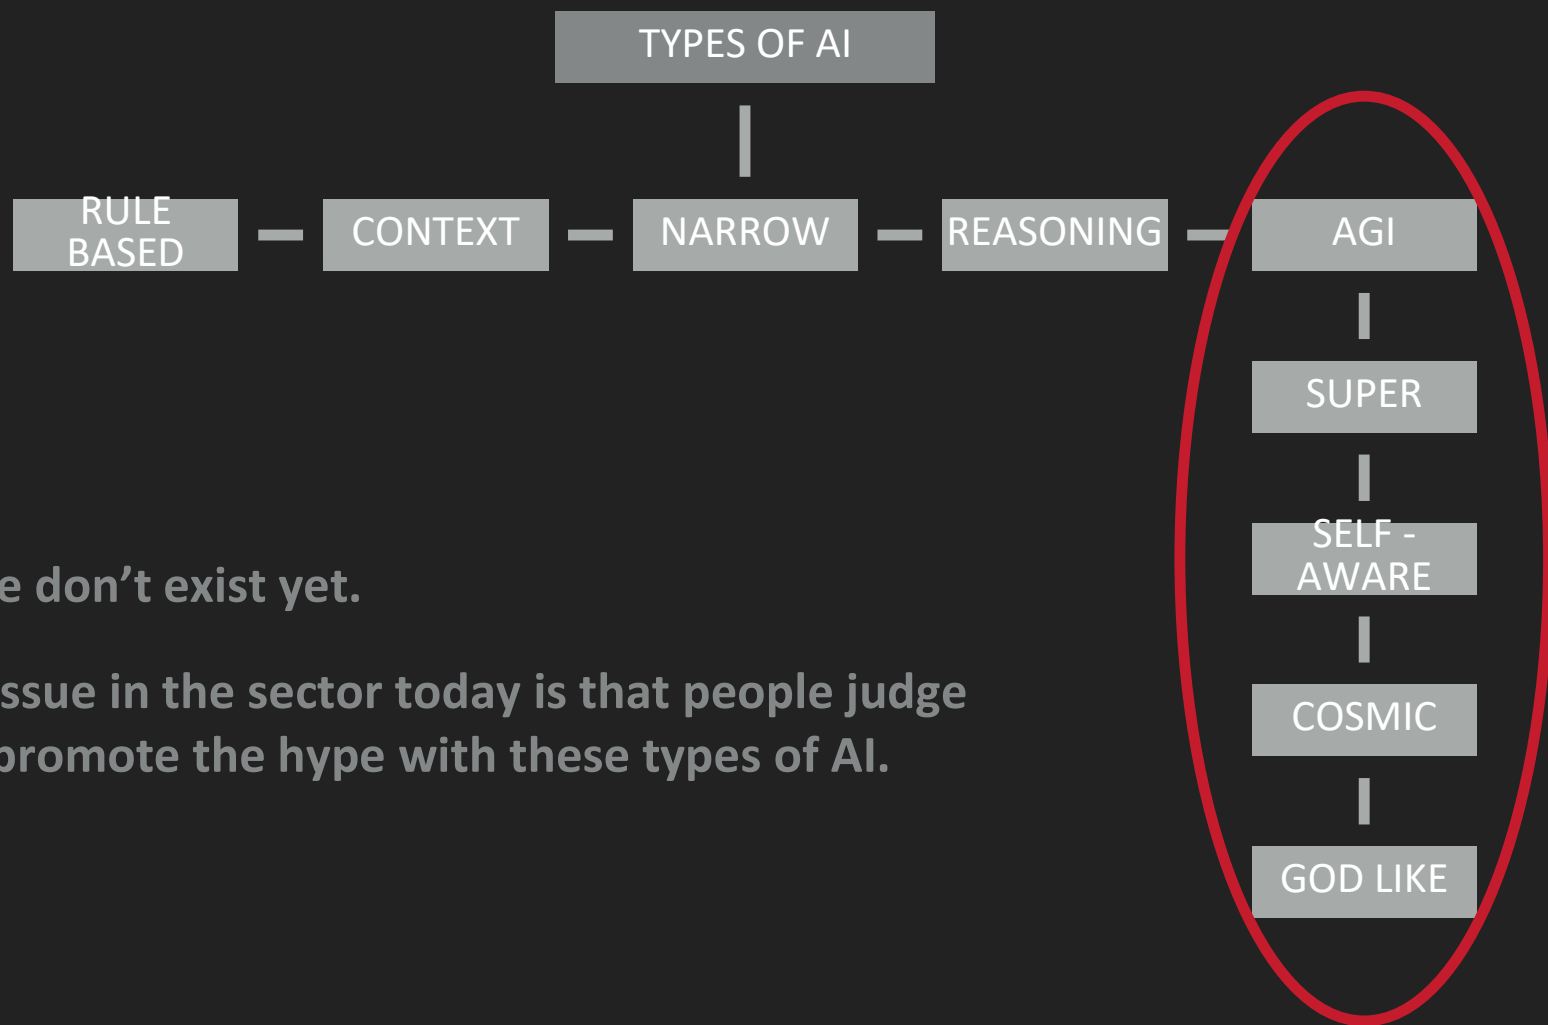 TYPES OF AI
RULE
BASED
CONTEXT
NARROW
REASONING
AGI
SUPER
SELF -
AWARE
COSMIC
GOD LIKE
don’t exist yet.
in the sector today is that people judge
promote the hype with these types of AI.